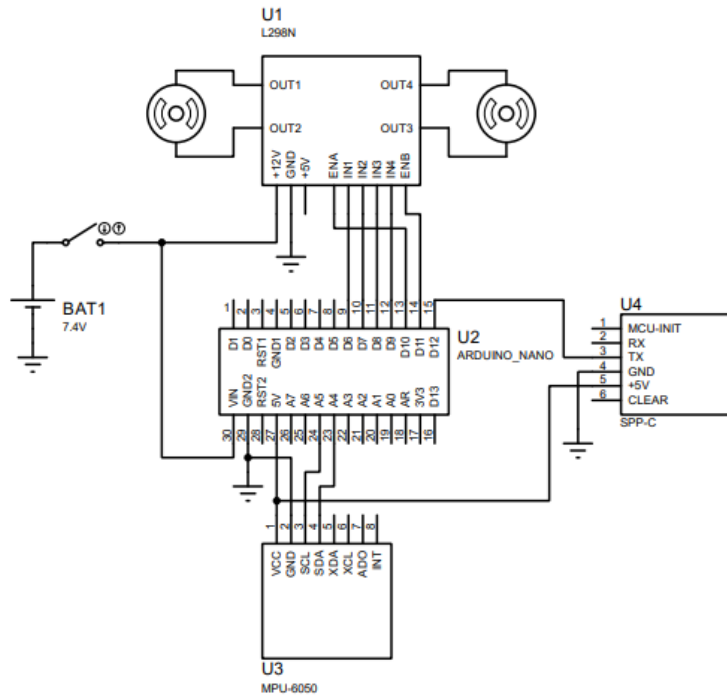 U1
L298N
OUT1
OUT4
OUT2
OUT3
+12V
GND
+5V
ENA
IN1
IN2
IN3
IN4
ENB
BAT1
7.4V
1
2
3
4
5
6
7
8
9
10
11
12
13
14
15
D1
D0
RST1
GND1
D2
D3
D4
D5
D6
D7
D8
D9
D10
D11
D12
U2
ARDUINO_NANO
VIN
GND2
RST2
5V
A7
A6
A5
A4
A3
A2
A1
A0
AR
3V3
D13
30
29
28
27
26
25
24
23
22
21
20
19
18
17
16
U4
1
MCU-INIT
2
RX
3
TX
4
GND
5
+5V
6
CLEAR
SPP-C
1
2
3
4
5
6
7
8
VCC
GND
SCL
SDA
XDA
XCL
ADO
INT
U3
MPU-6050